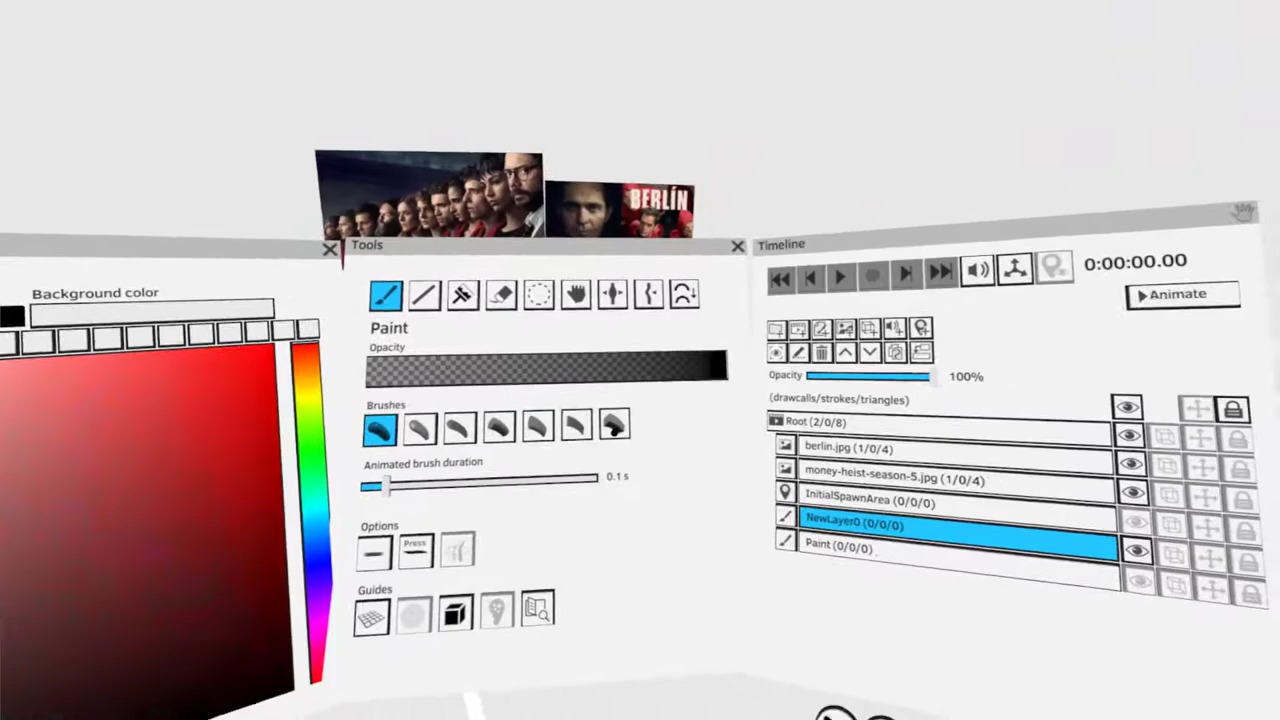 BERLÍN
Tools
Timeline
Background color
0:00:00.00
Animate
Paint
Opacity
Opacity
100%
Brushes
(drawcalls/strokes/triangles)
Root (2/0/8)
berlin.jpg (1/0/4)
money-heist-season-5.jpg (1/0/4)
InitialSpawnArea (0/0/0)
NewLayer0 (0/0/0)
Paint (0/0/0)
Animated brush duration
0.1 s
Options
Press
Guides